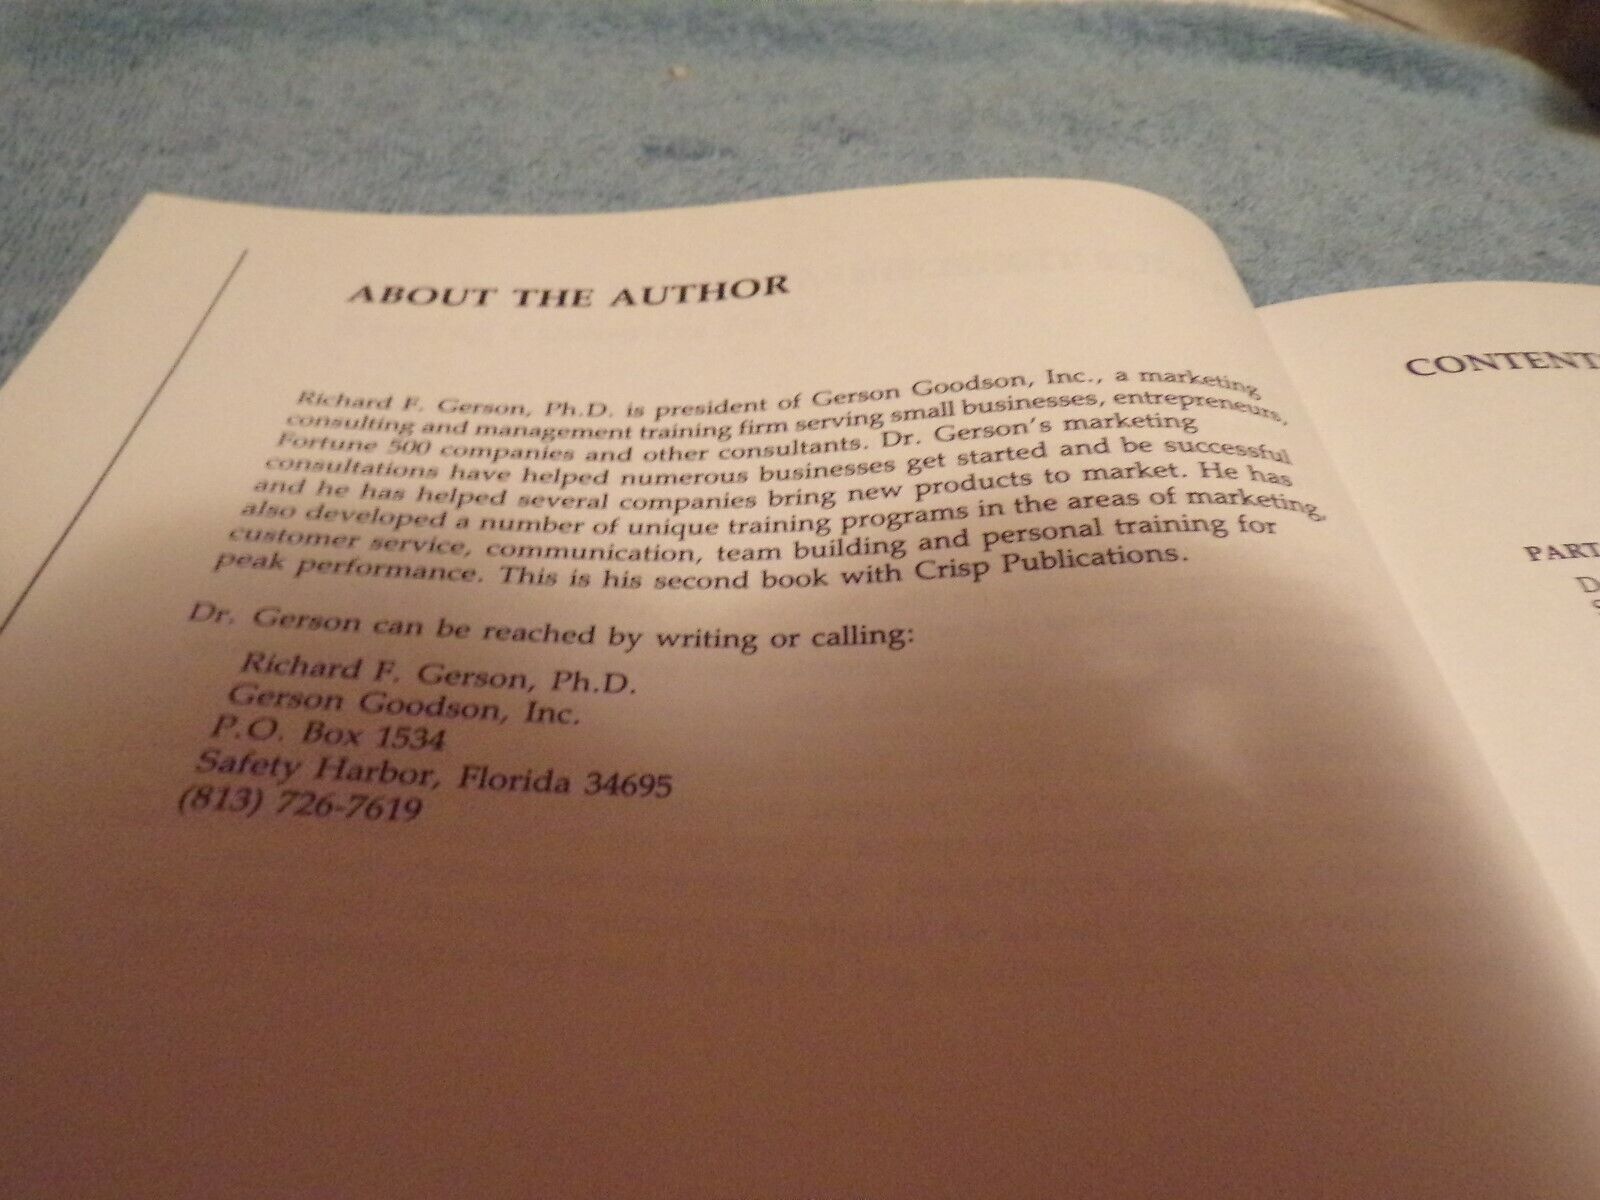 ABOUT THE AUTHOR
Richard F. Gerson, Ph.D. is president of Gerson Goodson, Inc., a marketing
consulting and management training firm serving small businesses, entrepreneurs,
Fortune 500 companies and other consultants. Dr. Gerson's marketing
consultations have helped numerous businesses get started and be successful
and he has helped several companies bring new products to market. He has
also developed a number of unique training programs in the areas of marketing,
customer service, communication, team building and personal training for
peak performance. This is his second book with Crisp Publications.
Dr. Gerson can be reached by writing or calling:
Richard F. Gerson, Ph.D.
Gerson Goodson, Inc.
P.O. Box 1534
Safety Harbor, Florida 34695
(813) 726-7619
CONTENT
PART